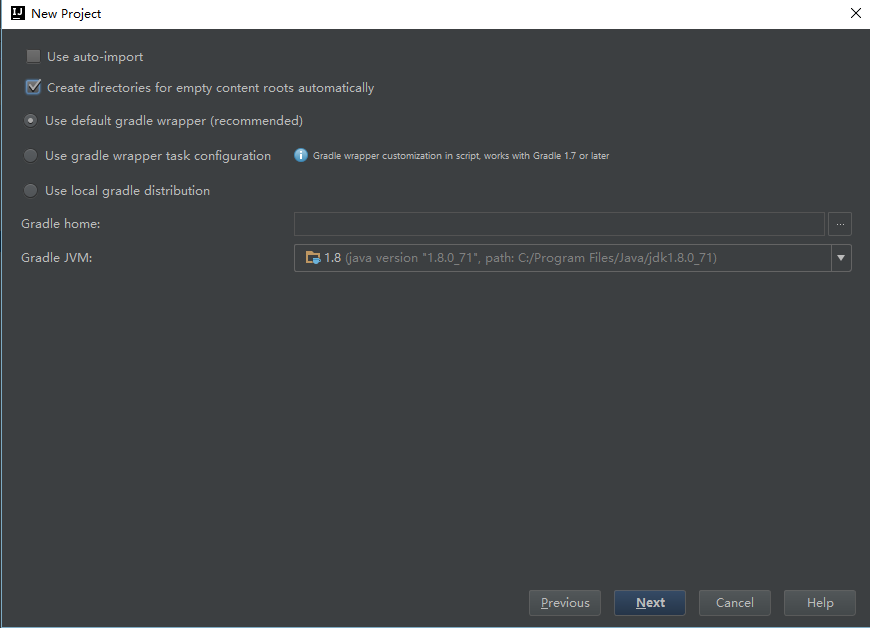 New Project
Use auto-import
Create directories for empty content roots automatically
Use default gradle wrapper (recommended)
Use gradle wrapper task configuration Gradle wrapper customization in script, works with Gradle 1.7 or later
Use local gradle distribution
Gradle home: ...
Gradle JVM: 1.8 (java version "1.8.0_71", path: C:/Program Files/Java/jdk1.8.0_71)
Previous Next Cancel Help